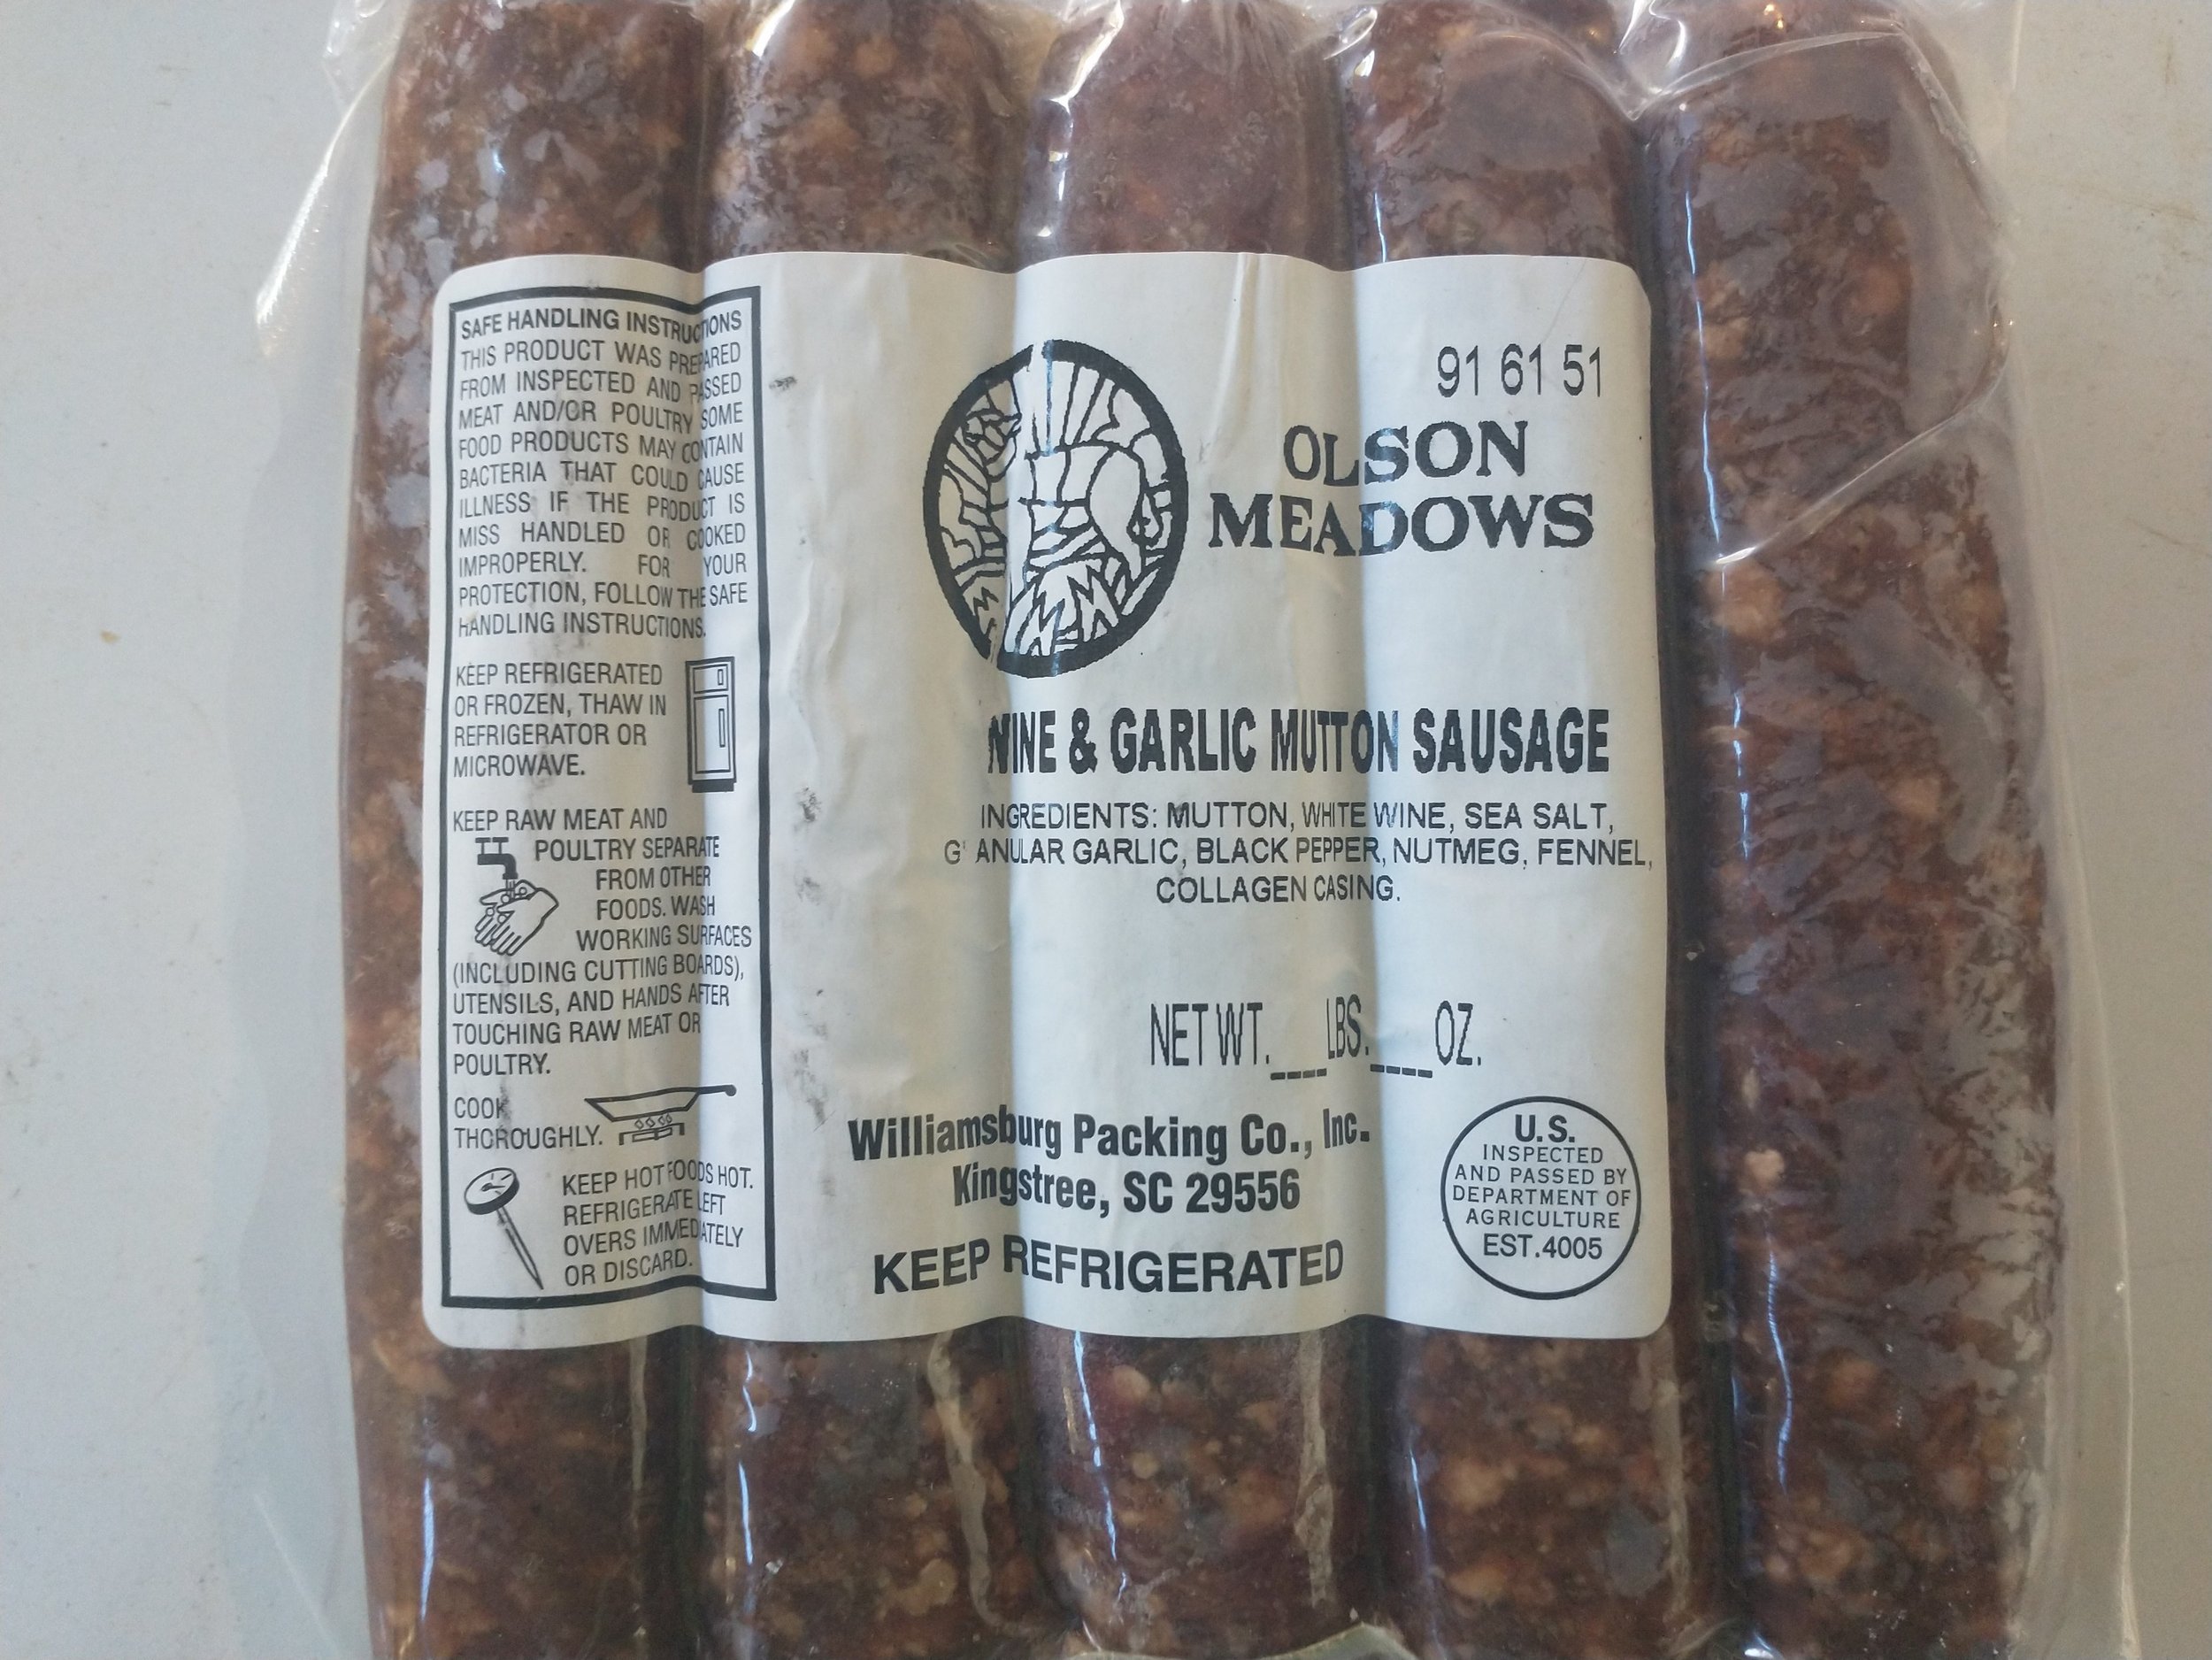 SAFE HANDLING INSTRUCTIONS
THIS PRODUCT WAS PREPARED
FROM INSPECTED AND PASSED
MEAT AND/OR POULTRY SOME
FOOD PRODUCTS MAY CONTAIN
BACTERIA THAT COULD CAUSE
ILLNESS IF THE PRODUCT IS
MISS HANDLED OR COOKED
IMPROPERLY. FOR YOUR
PROTECTION, FOLLOW THE SAFE
HANDLING INSTRUCTIONS.
KEEP REFRIGERATED
OR FROZEN, THAW IN
REFRIGERATOR OR
MICROWAVE.
KEEP RAW MEAT AND
POULTRY SEPARATE
FROM OTHER
FOODS. WASH
WORKING SURFACES
(INCLUDING CUTTING BOARDS),
UTENSILS, AND HANDS AFTER
TOUCHING RAW MEAT OR
POULTRY.
COOK
THOROUGHLY.
KEEP HOT FOODS HOT.
REFRIGERATE LEFT
OVERS IMMEDIATELY
OR DISCARD.
91 61 51
OLSON
MEADOWS
WINE & GARLIC MUTTON SAUSAGE
INGREDIENTS: MUTTON, WHITE WINE, SEA SALT,
GRANULAR GARLIC, BLACK PEPPER, NUTMEG, FENNEL,
COLLAGEN CASING.
NET WT.___LBS.___OZ.
Williamsburg Packing Co., Inc.
Kingstree, SC 29556
KEEP REFRIGERATED
U.S.
INSPECTED
AND PASSED BY
DEPARTMENT OF
AGRICULTURE
EST.4005